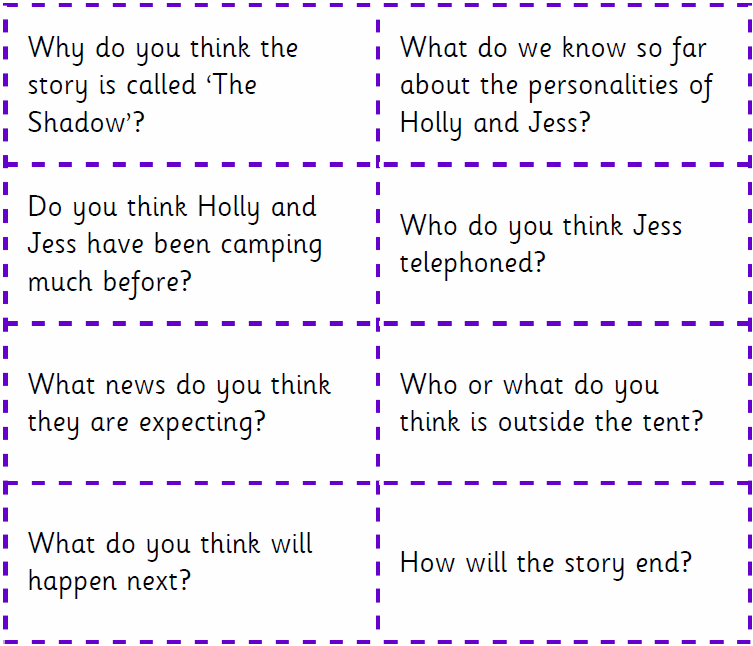 Why do you think the
story is called ‘The
Shadow’?
What do we know so far
about the personalities of
Holly and Jess?
Do you think Holly and
Jess have been camping
much before?
Who do you think Jess
telephoned?
What news do you think
they are expecting?
Who or what do you
think is outside the tent?
What do you think will
happen next?
How will the story end?